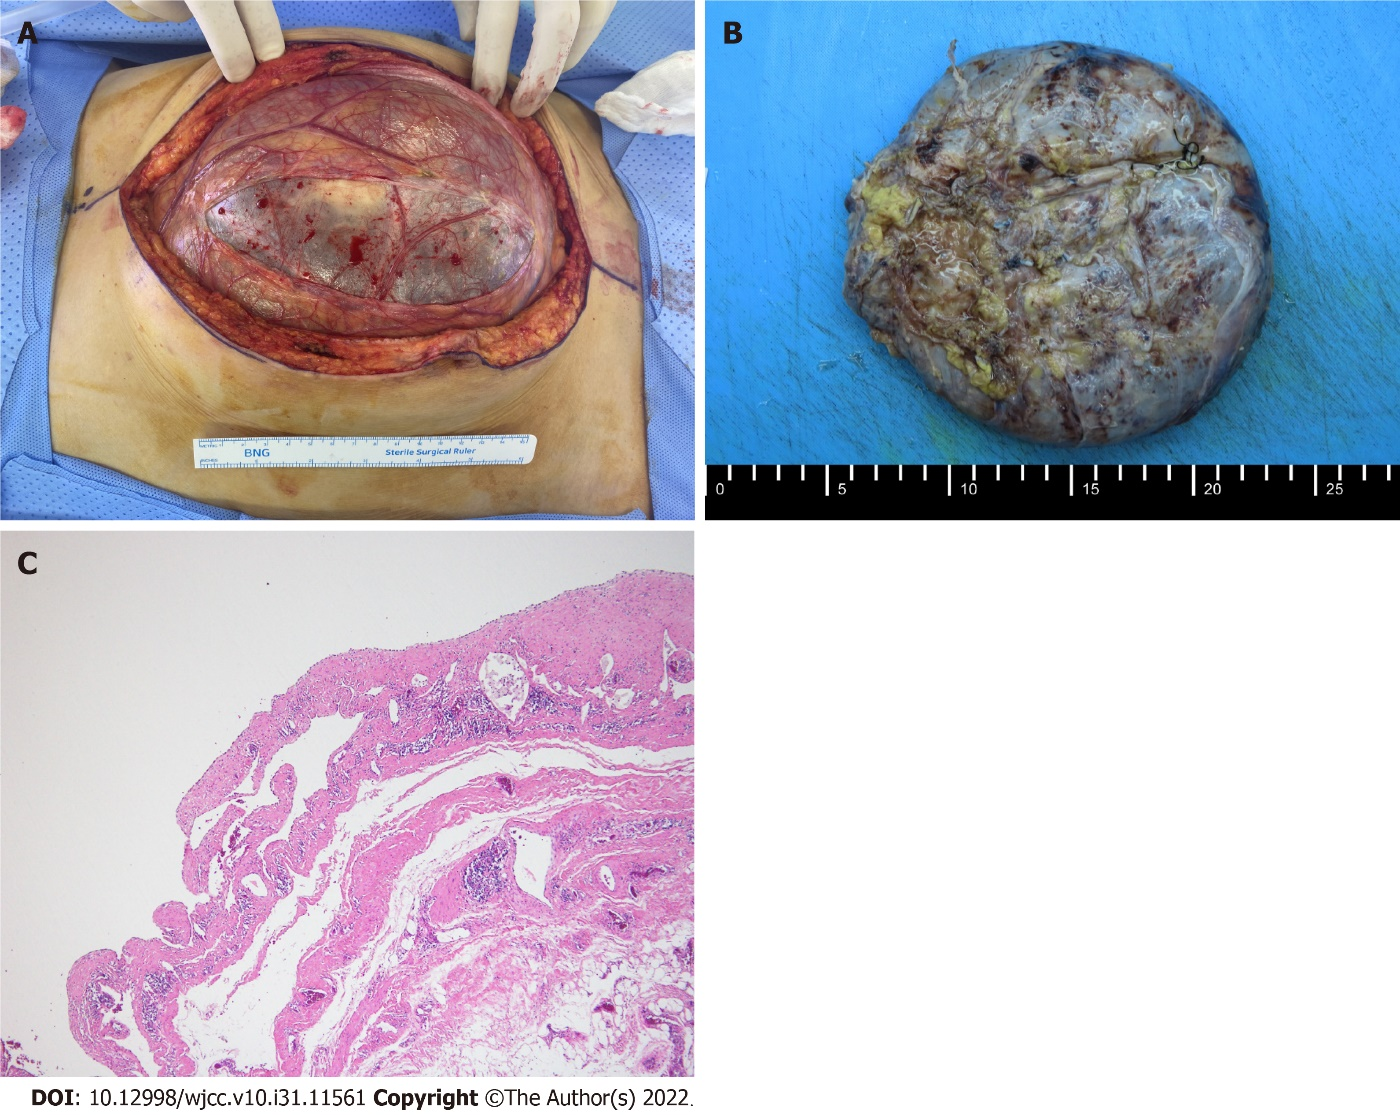 A
B
BNG
Sterile Surgical Ruler
0 5 10 15 20 25
C
DOI: 10.12998/wjcc.v10.i31.11561 Copyright ©The Author(s) 2022.